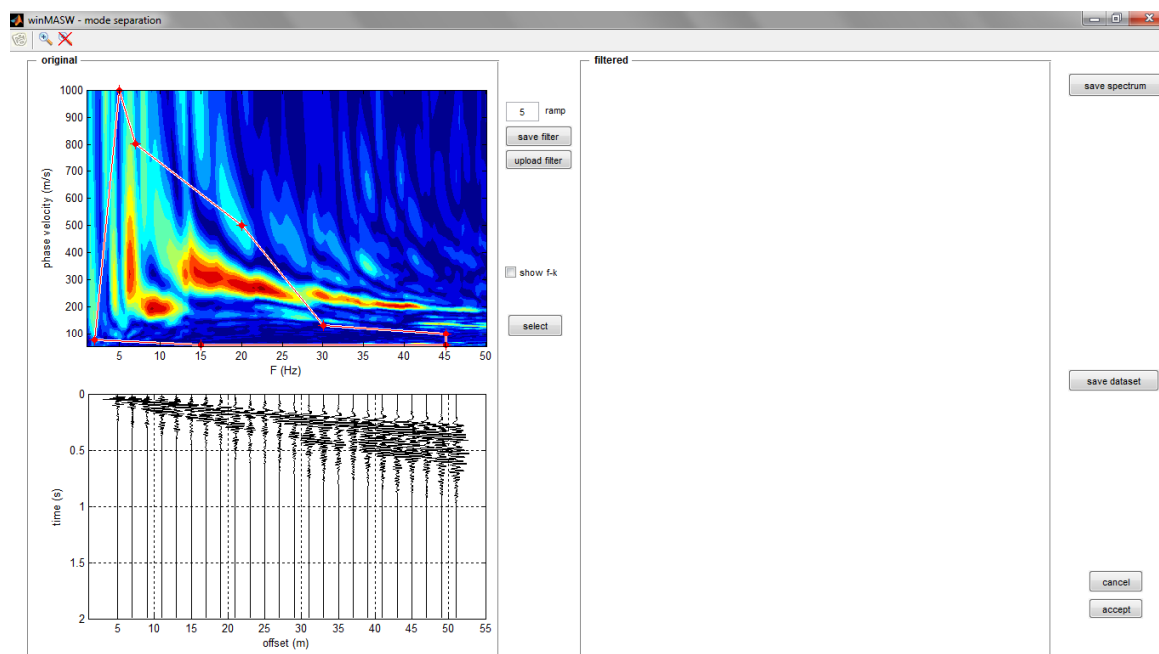 winMASW - mode separation
original
filtered
1000
900
800
700
600
500
400
300
200
100
phase velocity (m/s)
5 10 15 20 25 30 35 40 45 50
F (Hz)
5 ramp
save filter
upload filter
show f-k
select
save spectrum
save dataset
0
0.5
1
1.5
2
time (s)
5 10 15 20 25 30 35 40 45 50 55
offset (m)
cancel
accept